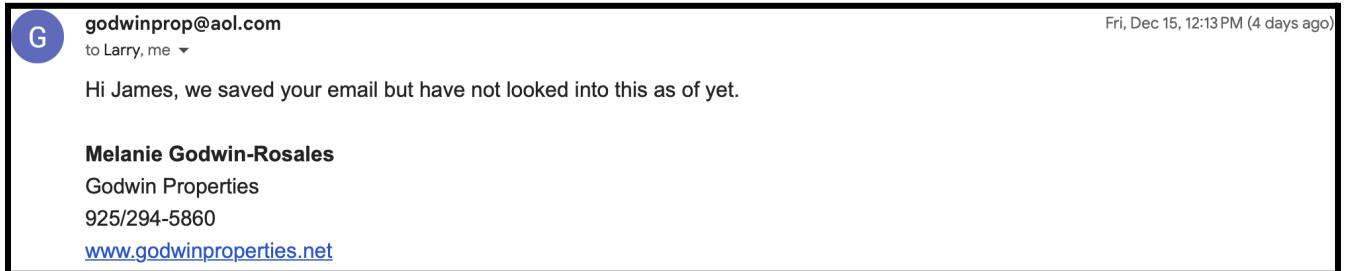 godwinprop@aol.com
Fri, Dec 15, 12:13 PM (4 days ago)
G
to Larry, me
Hi James, we saved your email but have not looked into this as of yet.
Melanie Godwin-Rosales
Godwin Properties
925/294-5860
www.godwinproperties.net